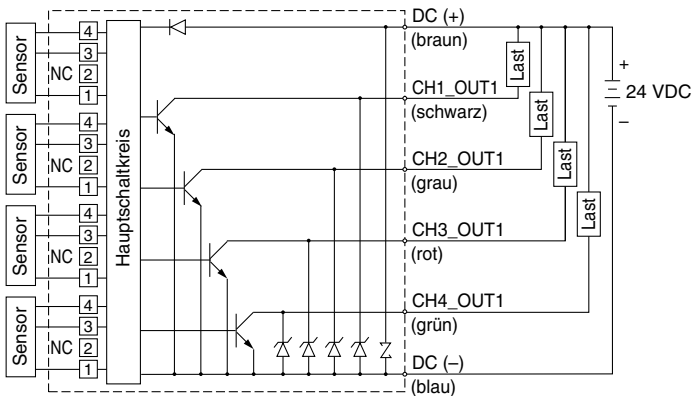 DC (+)
(braun)
CH1_OUT1
(schwarz)
CH2_OUT1
(grau)
CH3_OUT1
(rot)
CH4_OUT1
(grün)
DC (–)
(blau)
Last
Last
Last
Last
+
24 VDC
–
Hauptschaltkreis
Sensor
4
3
NC 2
1
Sensor
4
3
NC 2
1
Sensor
4
3
NC 2
1
Sensor
4
3
NC 2
1